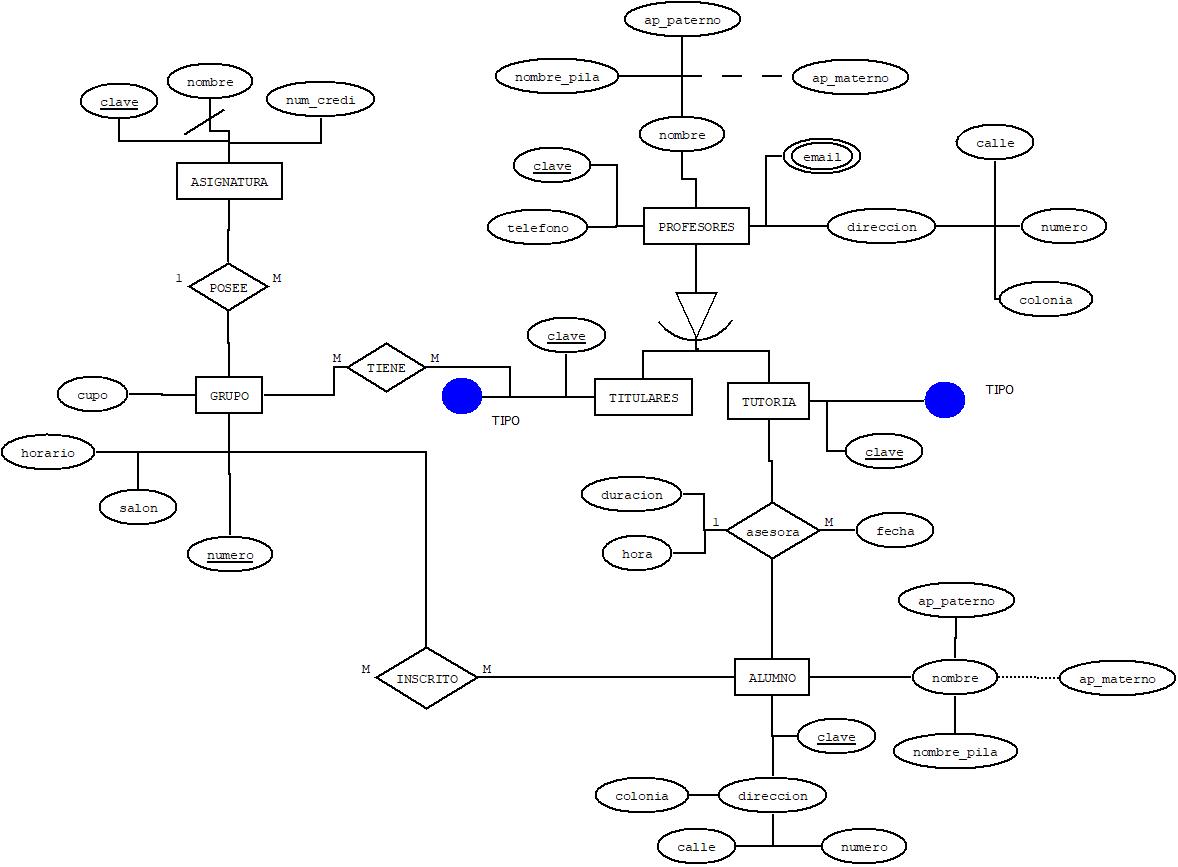 ap_paterno
nombre_pila
ap_materno
nombre
clave
num_credi
nombre
email
calle
clave
ASIGNATURA
telefono
PROFESORES
direccion
numero
1
M
POSEE
colonia
clave
M
M
TIENE
cupo
GRUPO
TITULARES
TUTORIA
TIPO
TIPO
horario
clave
salon
duracion
1
M
asesora
fecha
numero
hora
ap_paterno
M
M
INSCRITO
ALUMNO
nombre
ap_materno
clave
nombre_pila
colonia
direccion
calle
numero